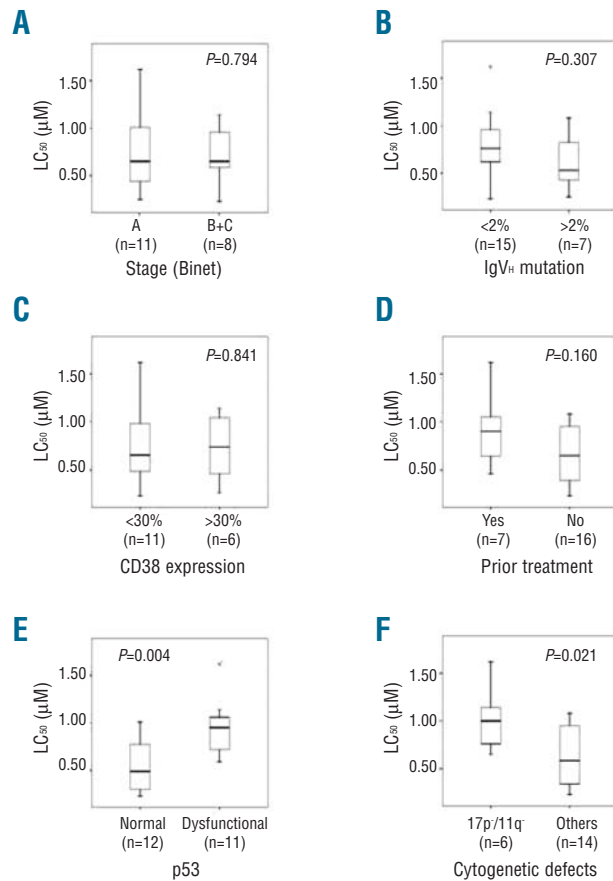 A
P=0.794
LC50 (μM)
1.50
1.00
0.50
A
(n=11)
B+C
(n=8)
Stage (Binet)
B
P=0.307
LC50 (μM)
1.50
1.00
0.50
<2%
(n=15)
>2%
(n=7)
IgVH mutation
C
P=0.841
LC50 (μM)
1.50
1.00
0.50
<30%
(n=11)
>30%
(n=6)
CD38 expression
D
P=0.160
LC50 (μM)
1.50
1.00
0.50
Yes
(n=7)
No
(n=16)
Prior treatment
E
P=0.004
LC50 (μM)
1.50
1.00
0.50
Normal
(n=12)
Dysfunctional
(n=11)
p53
F
P=0.021
LC50 (μM)
1.50
1.00
0.50
17p-/11q-
(n=6)
Others
(n=14)
Cytogenetic defects